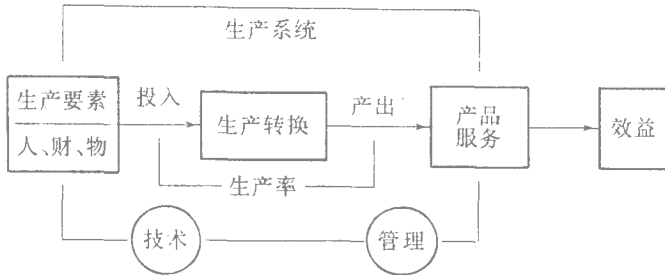 生产系统
生产要素
人、财、物
投入
生产转换
产出
产品
服务
效益
生产率
技术
管理